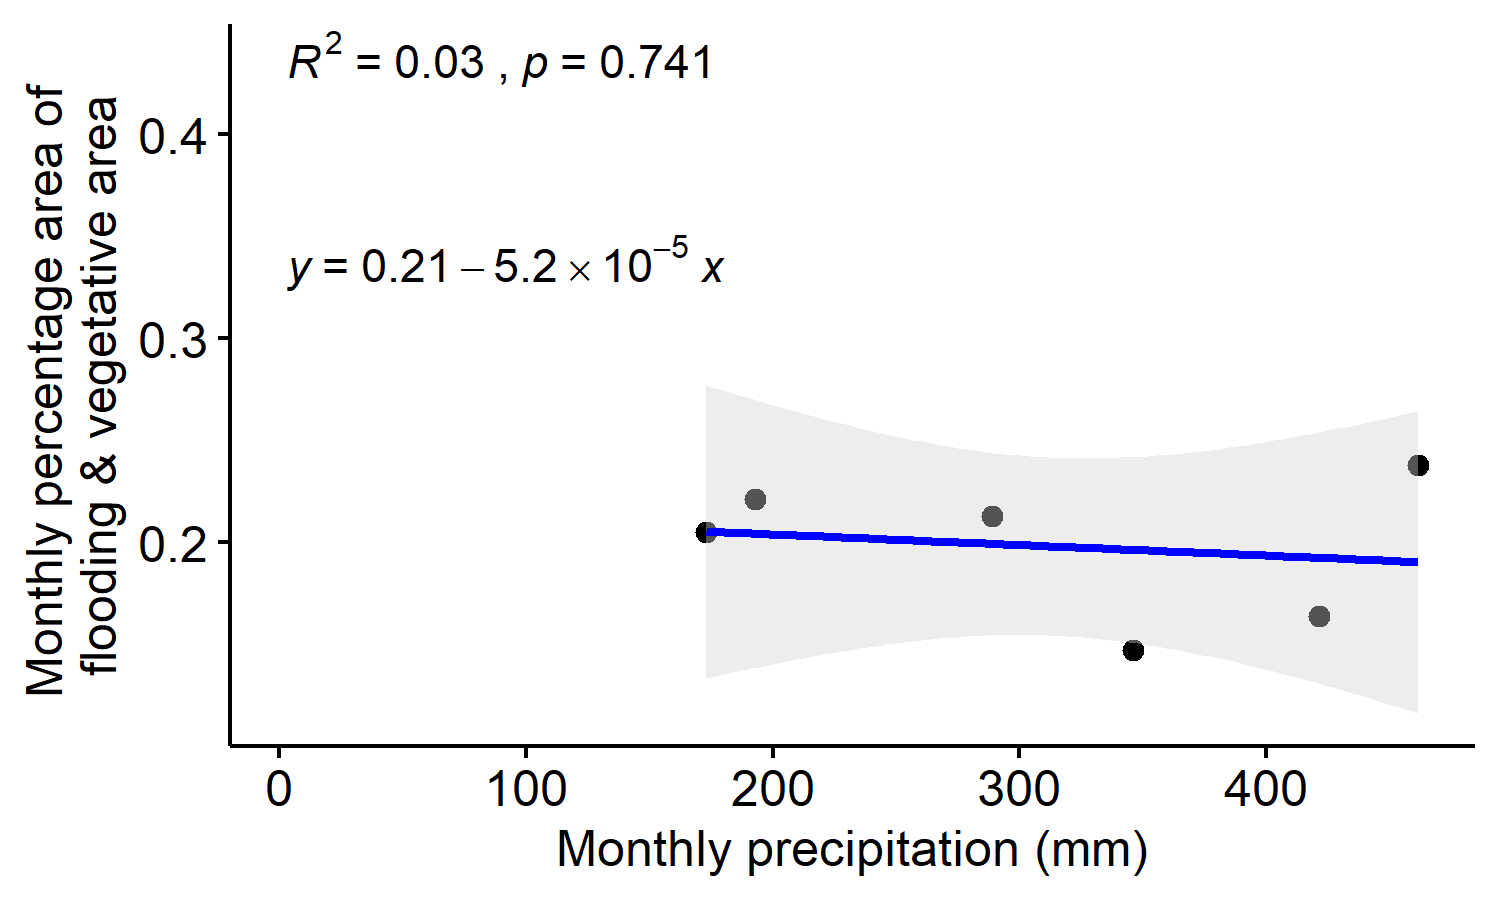 R² = 0.03 , p = 0.741
y = 0.21 − 5.2 × 10⁻⁵ x
Monthly percentage area of
flooding & vegetative area
0.4
0.3
0.2
0 100 200 300 400
Monthly precipitation (mm)